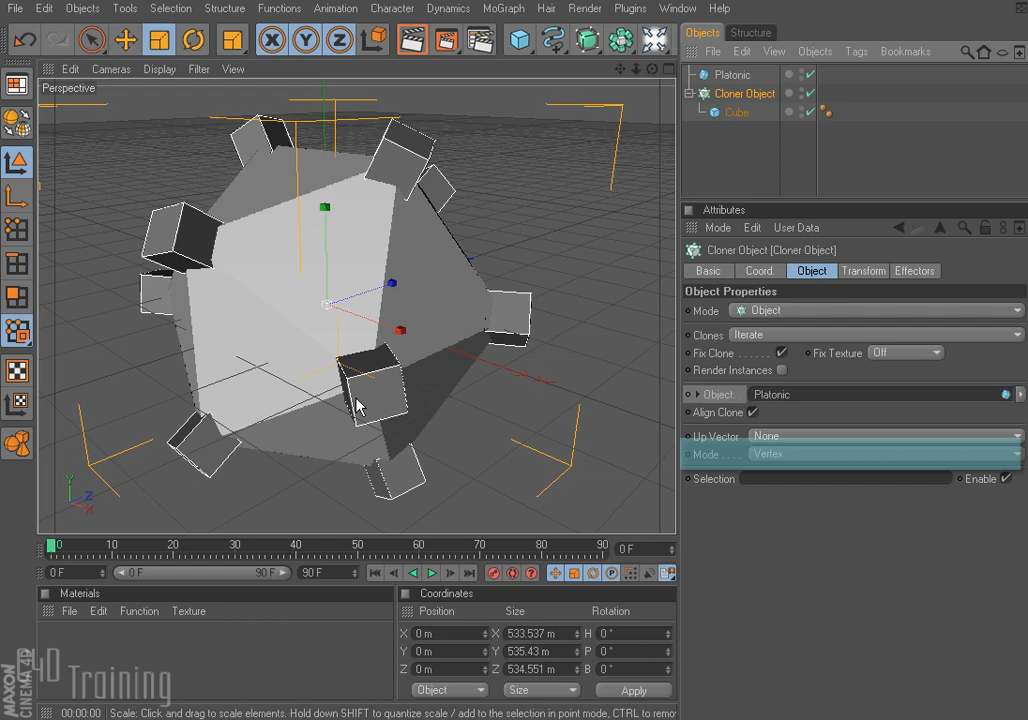 File Edit Objects Tools Selection Structure Functions Animation Character Dynamics MoGraph Hair Render Plugins Window Help
Objects Structure
File Edit View Objects Tags Bookmarks
Edit Cameras Display Filter View
Perspective
Platonic
Cloner Object
Cube
Attributes
Mode Edit User Data
Cloner Object [Cloner Object]
Basic Coord. Object Transform Effectors
Object Properties
Mode Object
Clones Iterate
Fix Clone . . . . . . Fix Texture Off
Render Instances
Object . . Platonic
Align Clone
Up Vector None
Mode . . . . Vertex
Selection Enable
X Y Z
Y Z X
0 10 20 30 40 50 60 70 80 90 0 F
0 F 0 F 90 F 90 F
Materials
File Edit Function Texture
Coordinates
Position Size Rotation
X 0 m X 533.537 m H 0 °
Y 0 m Y 535.43 m P 0 °
Z 0 m Z 534.551 m B 0 °
Object Size Apply
MAXON CINEMA 4D
C4D Training
00:00:00 Scale: Click and drag to scale elements. Hold down SHIFT to quantize scale / add to the selection in point mode, CTRL to remo